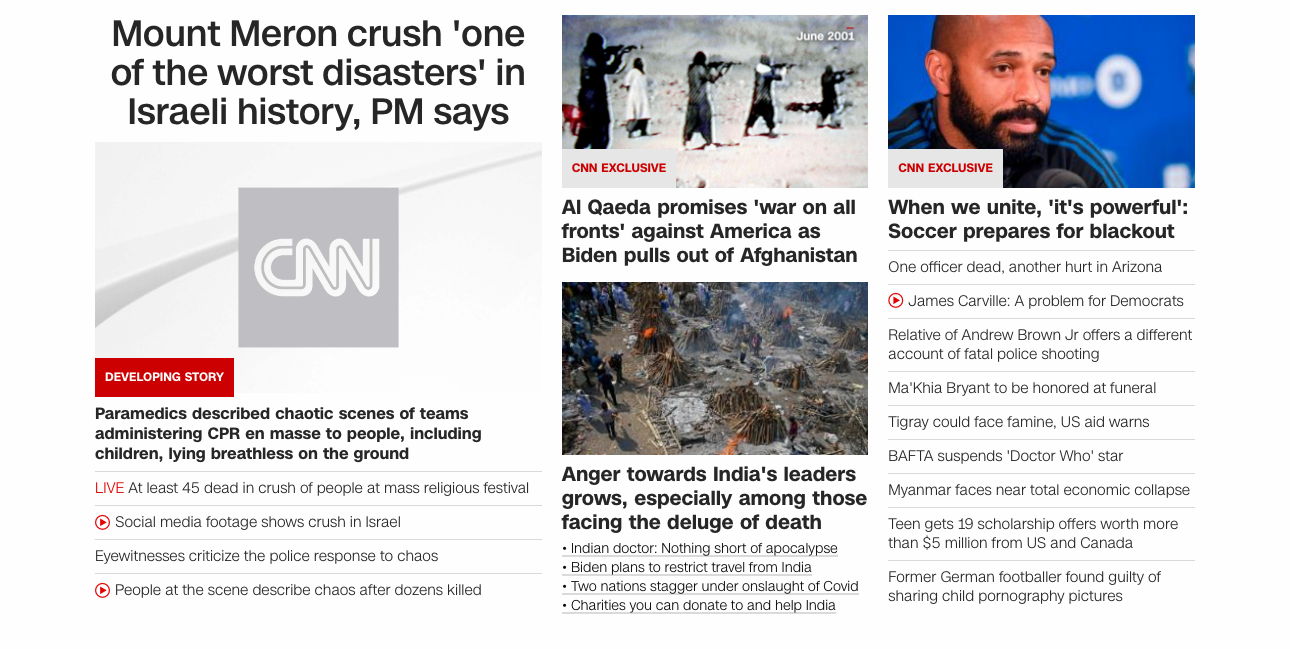 Mount Meron crush 'one
of the worst disasters' in
Israeli history, PM says
CNN
DEVELOPING STORY
Paramedics described chaotic scenes of teams
administering CPR en masse to people, including
children, lying breathless on the ground
LIVE At least 45 dead in crush of people at mass religious festival
Social media footage shows crush in Israel
Eyewitnesses criticize the police response to chaos
People at the scene describe chaos after dozens killed
June 2001
CNN EXCLUSIVE
Al Qaeda promises 'war on all
fronts' against America as
Biden pulls out of Afghanistan
Anger towards India's leaders
grows, especially among those
facing the deluge of death
• Indian doctor: Nothing short of apocalypse
• Biden plans to restrict travel from India
• Two nations stagger under onslaught of Covid
• Charities you can donate to and help India
CNN EXCLUSIVE
When we unite, 'it's powerful':
Soccer prepares for blackout
One officer dead, another hurt in Arizona
James Carville: A problem for Democrats
Relative of Andrew Brown Jr offers a different
account of fatal police shooting
Ma'Khia Bryant to be honored at funeral
Tigray could face famine, US aid warns
BAFTA suspends 'Doctor Who' star
Myanmar faces near total economic collapse
Teen gets 19 scholarship offers worth more
than $5 million from US and Canada
Former German footballer found guilty of
sharing child pornography pictures